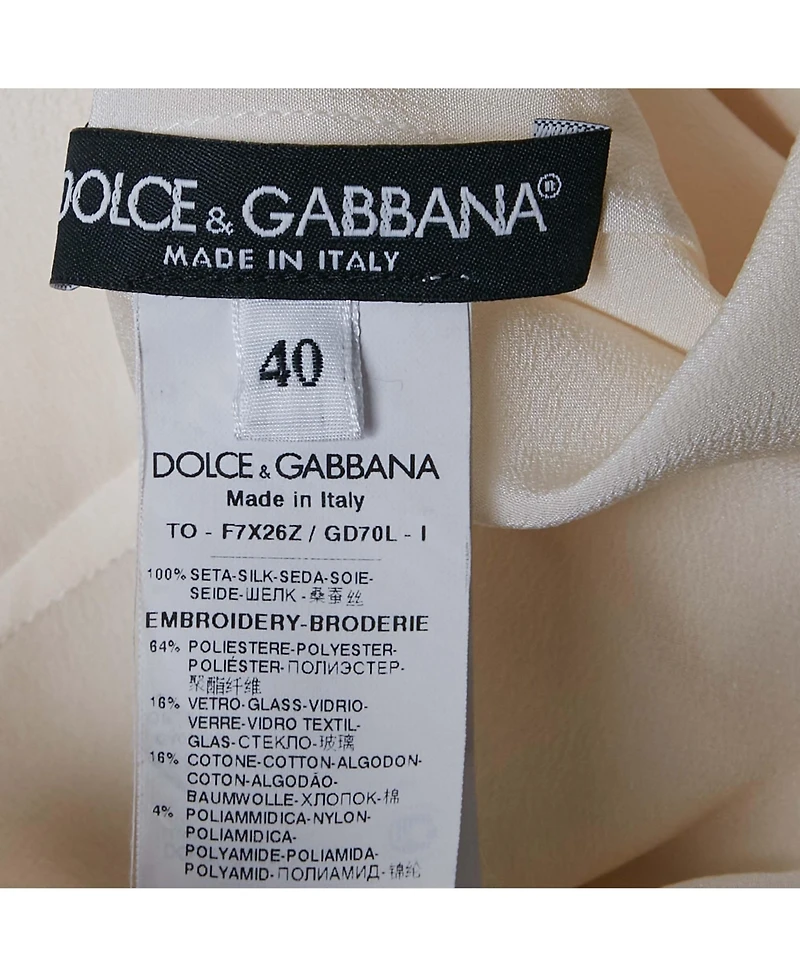 DOLCE & GABBANA®
MADE IN ITALY
40
DOLCE & GABBANA
Made in Italy
TO - F7X26Z / GD70L - I
100% SETA-SILK-SEDA-SOIE-
SEIDE-ШЕЛК -桑蚕丝
EMBROIDERY-BRODERIE
64% POLIESTERE-POLYESTER-
POLIÉSTER-ПОЛИЭСТЕР-
聚酯纤维
16% VETRO-GLASS-VIDRIO-
VERRE-VIDRO TEXTIL-
GLAS-СТЕКЛО-玻璃
16% COTONE-COTTON-ALGODON-
COTON-ALGODÃO-
BAUMWOLLE-ХЛОПОК-棉
4% POLIAMMIDICA-NYLON-
POLIAMIDICA-
POLYAMIDE-POLIAMIDA-
POLYAMID-ПОЛИАМИД-锦纶